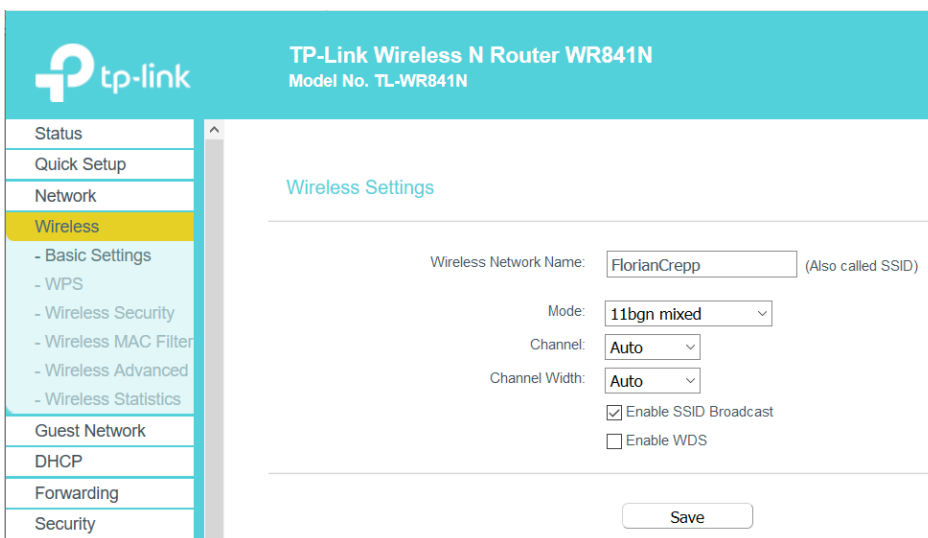 tp-link
TP-Link Wireless N Router WR841N
Model No. TL-WR841N
Status
Quick Setup
Network
Wireless
- Basic Settings
- WPS
- Wireless Security
- Wireless MAC Filter
- Wireless Advanced
- Wireless Statistics
Guest Network
DHCP
Forwarding
Security
Wireless Settings
Wireless Network Name: FlorianCrepp (Also called SSID)
Mode: 11bgn mixed
Channel: Auto
Channel Width: Auto
Enable SSID Broadcast
Enable WDS
Save